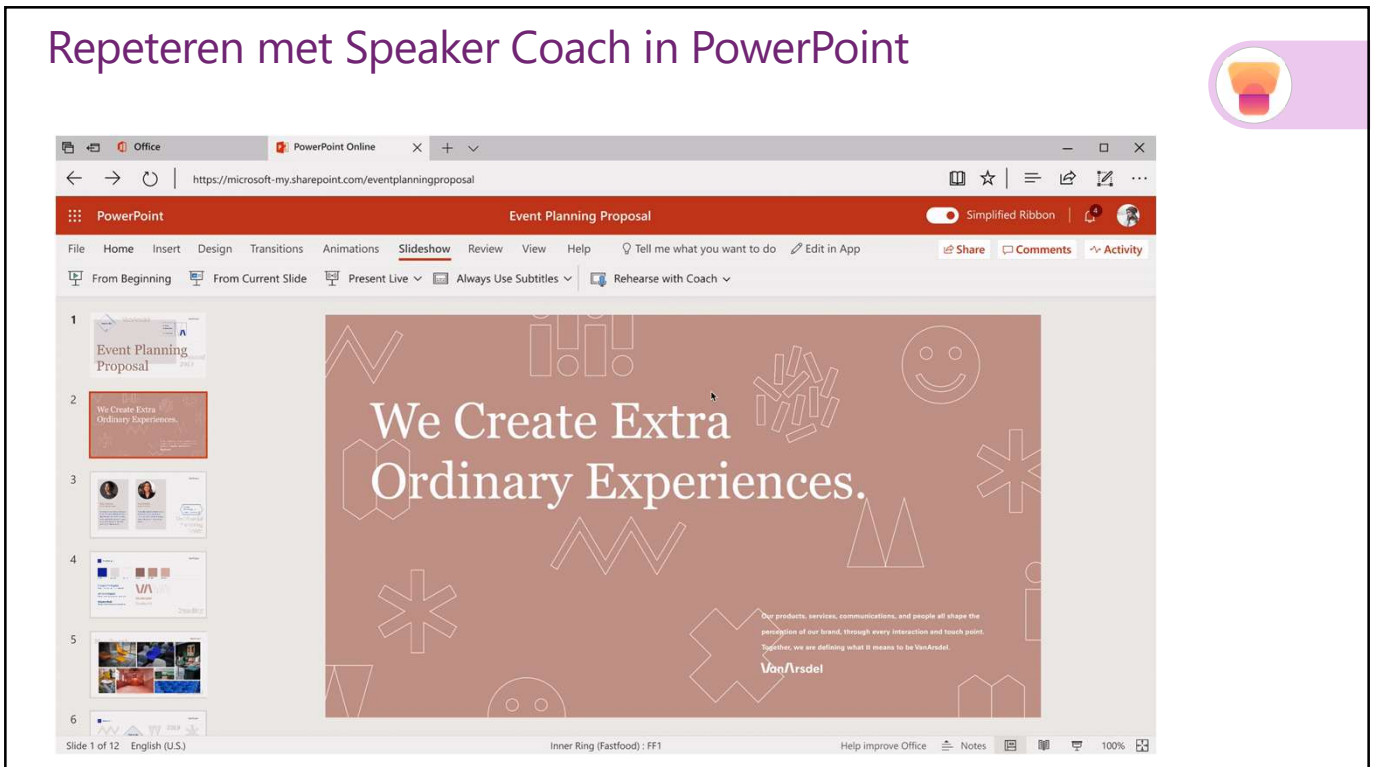 Repeteren met Speaker Coach in PowerPoint
Office
PowerPoint Online
https://microsoft-my.sharepoint.com/eventplanningproposal
PowerPoint
Event Planning Proposal
Simplified Ribbon
4
File Home Insert Design Transitions Animations Slideshow Review View Help Tell me what you want to do Edit in App Share Comments Activity
From Beginning From Current Slide Present Live Always Use Subtitles Rehearse with Coach
1
Event Planning
Proposal
2
We Create Extra
Ordinary Experiences.
3
4
5
6
We Create Extra
Ordinary Experiences.
Our products, services, communications, and people all shape the
perception of our brand, through every interaction and touch point.
Together, we are defining what it means to be VanArsdel.
VanArsdel
Slide 1 of 12 English (U.S.) Inner Ring (Fastfood) : FF1 Help improve Office Notes 100%